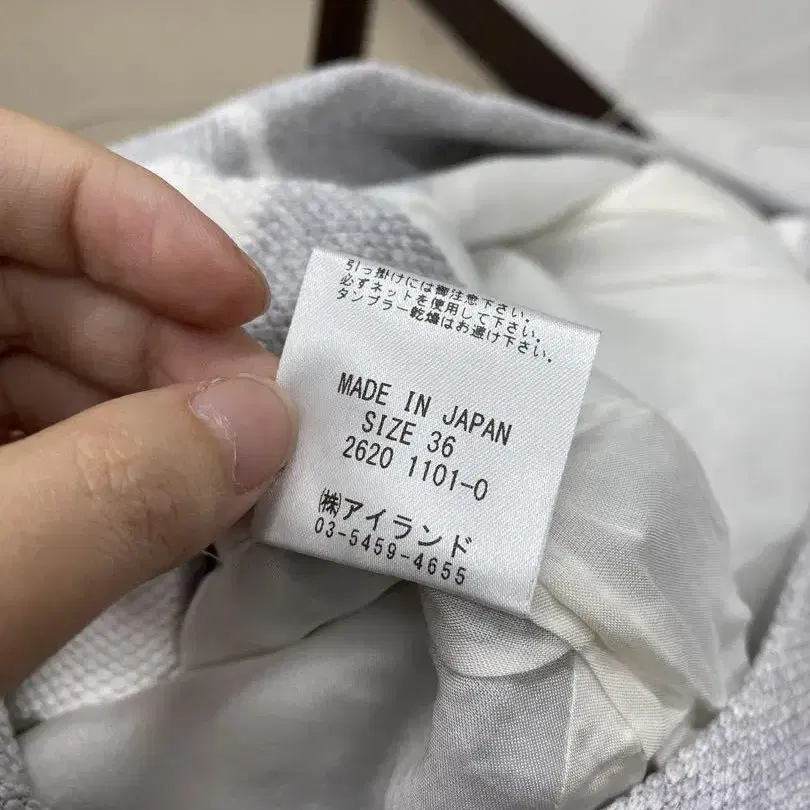 引っ掛けには御注意下さい。
必ずネットを使用して下さい。
タンブラー乾燥はお避け下さい。
MADE IN JAPAN
SIZE 36
2620 1101-0
㈱アイランド
03-5459-4655